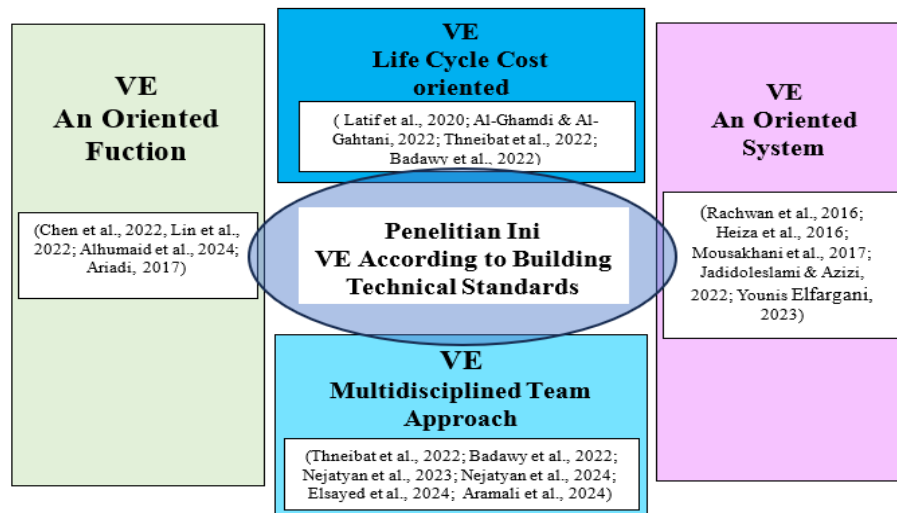 VE
An Oriented
Fuction
(Chen et al., 2022, Lin et al.,
2022; Alhumaid et al., 2024;
Ariadi, 2017)
VE
Life Cycle Cost
oriented
( Latif et al., 2020; Al-Ghamdi & Al-
Gahtani, 2022; Thneibat et al., 2022;
Badawy et al., 2022)
Penelitian Ini
VE According to Building
Technical Standards
VE
Multidisciplined Team
Approach
(Thneibat et al., 2022; Badawy et al., 2022;
Nejatyan et al., 2023; Nejatyan et al., 2024;
Elsayed et al., 2024; Aramali et al., 2024)
VE
An Oriented
System
(Rachwan et al., 2016;
Heiza et al., 2016;
Mousakhani et al., 2017;
Jadidoleslami & Azizi,
2022; Younis Elfargani,
2023)